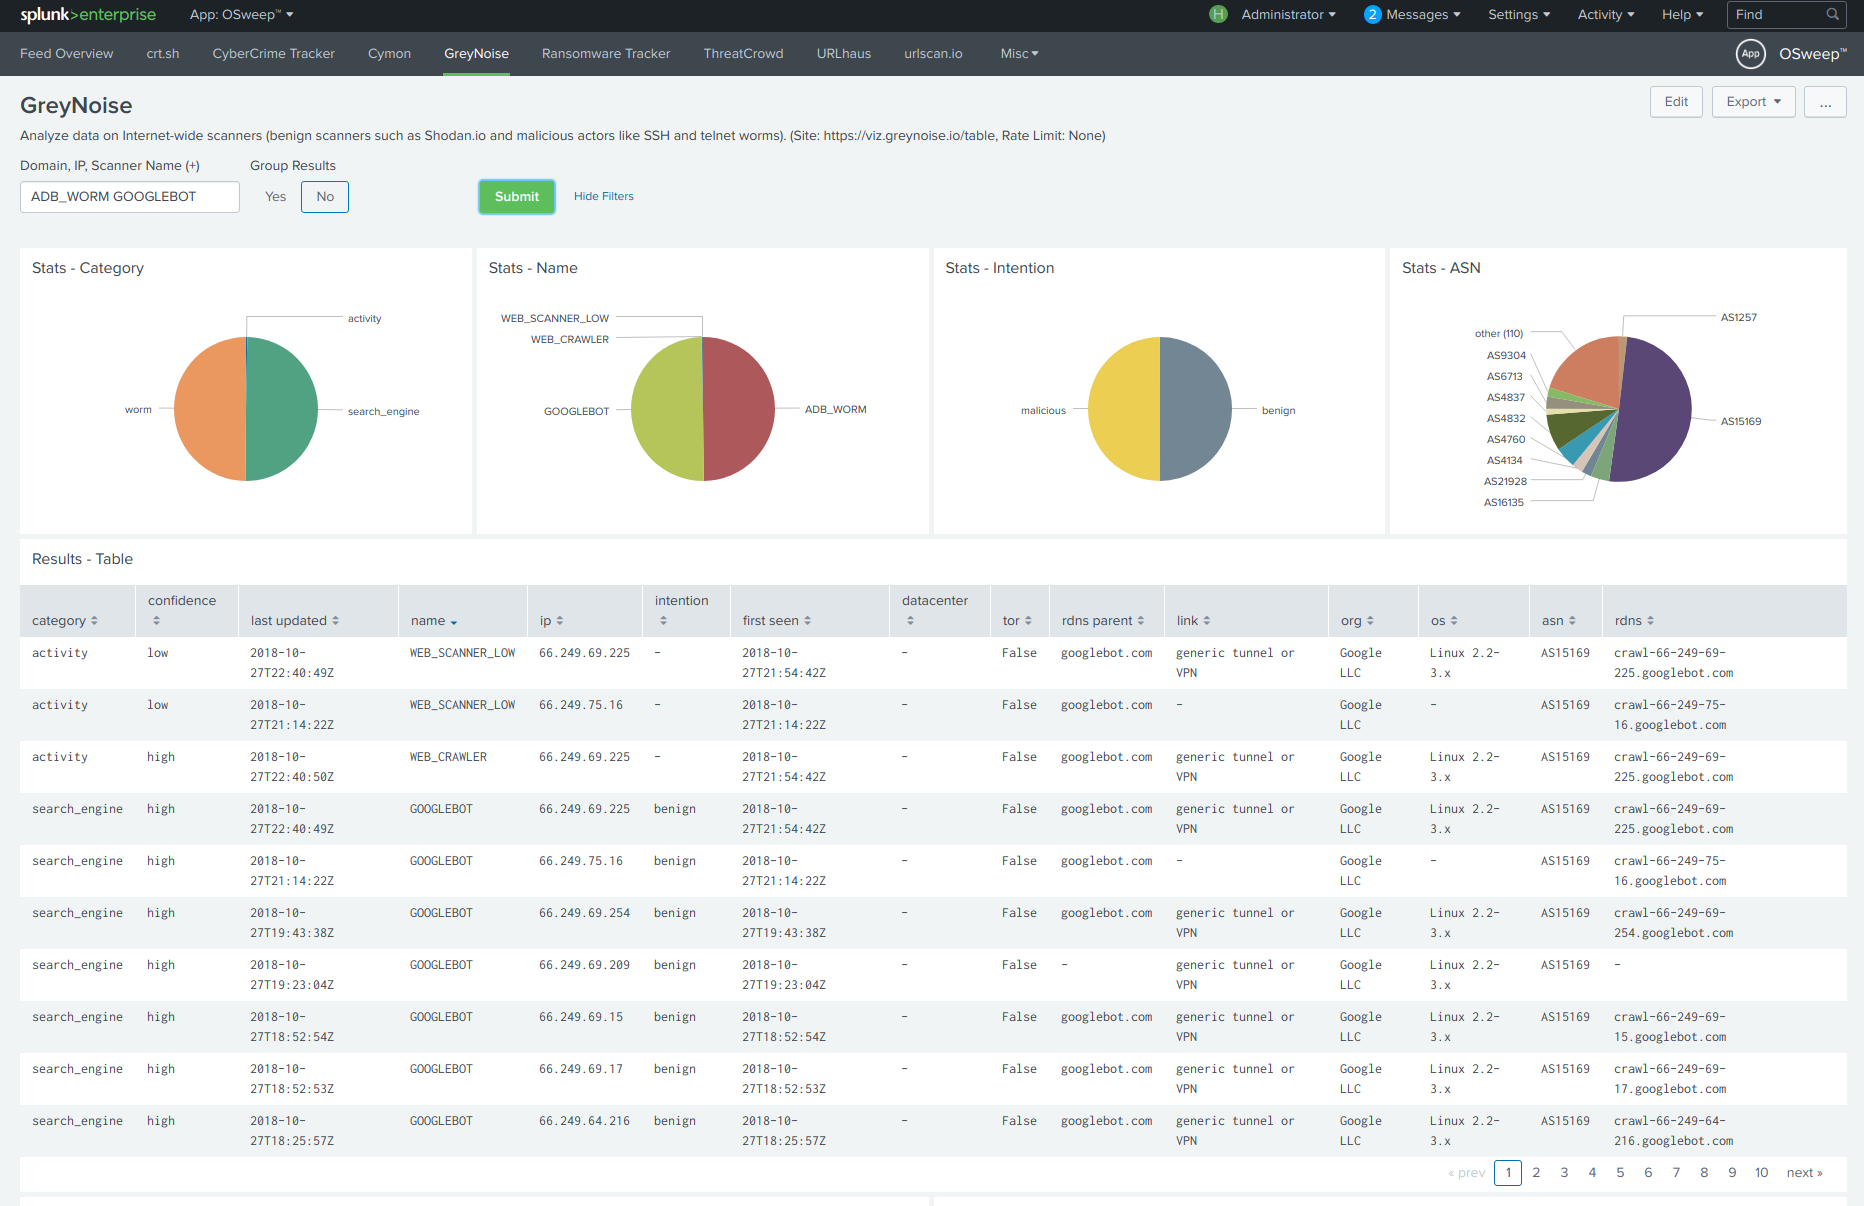 splunk>enterprise App: OSweep™ H Administrator 2 Messages Settings Activity Help Find
Feed Overview crt.sh CyberCrime Tracker Cymon GreyNoise Ransomware Tracker ThreatCrowd URLhaus urlscan.io Misc App OSweep™
GreyNoise
Edit Export ...
Analyze data on Internet-wide scanners (benign scanners such as Shodan.io and malicious actors like SSH and telnet worms). (Site: https://viz.greynoise.io/table, Rate Limit: None)
Domain, IP, Scanner Name (+) Group Results
ADB_WORM GOOGLEBOT Yes No Submit Hide Filters
Stats - Category
activity
worm
search_engine
Stats - Name
WEB_SCANNER_LOW
WEB_CRAWLER
GOOGLEBOT
ADB_WORM
Stats - Intention
malicious
benign
Stats - ASN
AS1257
other (110)
AS9304
AS6713
AS4837
AS4832
AS4760
AS4134
AS21928
AS16135
AS15169
Results - Table
category confidence last updated name ip intention first seen datacenter tor rdns parent link org os asn rdns
activity low 2018-10- WEB_SCANNER_LOW 66.249.69.225 - 2018-10- - False googlebot.com generic tunnel or Google Linux 2.2- AS15169 crawl-66-249-69-
27T22:40:49Z 27T21:54:42Z VPN LLC 3.x 225.googlebot.com
activity low 2018-10- WEB_SCANNER_LOW 66.249.75.16 - 2018-10- - False googlebot.com - Google - AS15169 crawl-66-249-75-
27T21:14:22Z 27T21:14:22Z LLC 16.googlebot.com
activity high 2018-10- WEB_CRAWLER 66.249.69.225 - 2018-10- - False googlebot.com generic tunnel or Google Linux 2.2- AS15169 crawl-66-249-69-
27T22:40:50Z 27T21:54:42Z VPN LLC 3.x 225.googlebot.com
search_engine high 2018-10- GOOGLEBOT 66.249.69.225 benign 2018-10- - False googlebot.com generic tunnel or Google Linux 2.2- AS15169 crawl-66-249-69-
27T22:40:49Z 27T21:54:42Z VPN LLC 3.x 225.googlebot.com
search_engine high 2018-10- GOOGLEBOT 66.249.75.16 benign 2018-10- - False googlebot.com - Google - AS15169 crawl-66-249-75-
27T21:14:22Z 27T21:14:22Z LLC 16.googlebot.com
search_engine high 2018-10- GOOGLEBOT 66.249.69.254 benign 2018-10- - False googlebot.com generic tunnel or Google Linux 2.2- AS15169 crawl-66-249-69-
27T19:43:38Z 27T19:43:38Z VPN LLC 3.x 254.googlebot.com
search_engine high 2018-10- GOOGLEBOT 66.249.69.209 benign 2018-10- - False - generic tunnel or Google Linux 2.2- AS15169 -
27T19:23:04Z 27T19:23:04Z VPN LLC 3.x
search_engine high 2018-10- GOOGLEBOT 66.249.69.15 benign 2018-10- - False googlebot.com generic tunnel or Google Linux 2.2- AS15169 crawl-66-249-69-
27T18:52:54Z 27T18:52:54Z VPN LLC 3.x 15.googlebot.com
search_engine high 2018-10- GOOGLEBOT 66.249.69.17 benign 2018-10- - False googlebot.com generic tunnel or Google Linux 2.2- AS15169 crawl-66-249-69-
27T18:52:53Z 27T18:52:53Z VPN LLC 3.x 17.googlebot.com
search_engine high 2018-10- GOOGLEBOT 66.249.64.216 benign 2018-10- - False googlebot.com generic tunnel or Google Linux 2.2- AS15169 crawl-66-249-64-
27T18:25:57Z 27T18:25:57Z VPN LLC 3.x 216.googlebot.com
« prev 1 2 3 4 5 6 7 8 9 10 next »